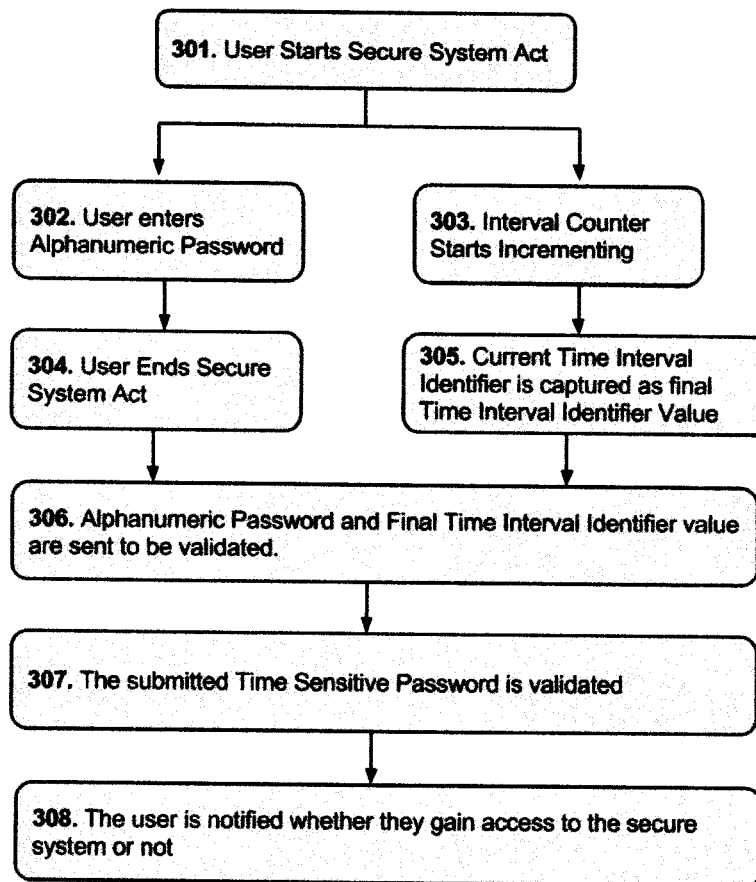 301. User Starts Secure System Act
302. User enters
Alphanumeric Password
303. Interval Counter
Starts Incrementing
304. User Ends Secure
System Act
305. Current Time Interval
Identifier is captured as final
Time Interval Identifier Value
306. Alphanumeric Password and Final Time Interval Identifier value
are sent to be validated.
307. The submitted Time Sensitive Password is validated
308. The user is notified whether they gain access to the secure
system or not